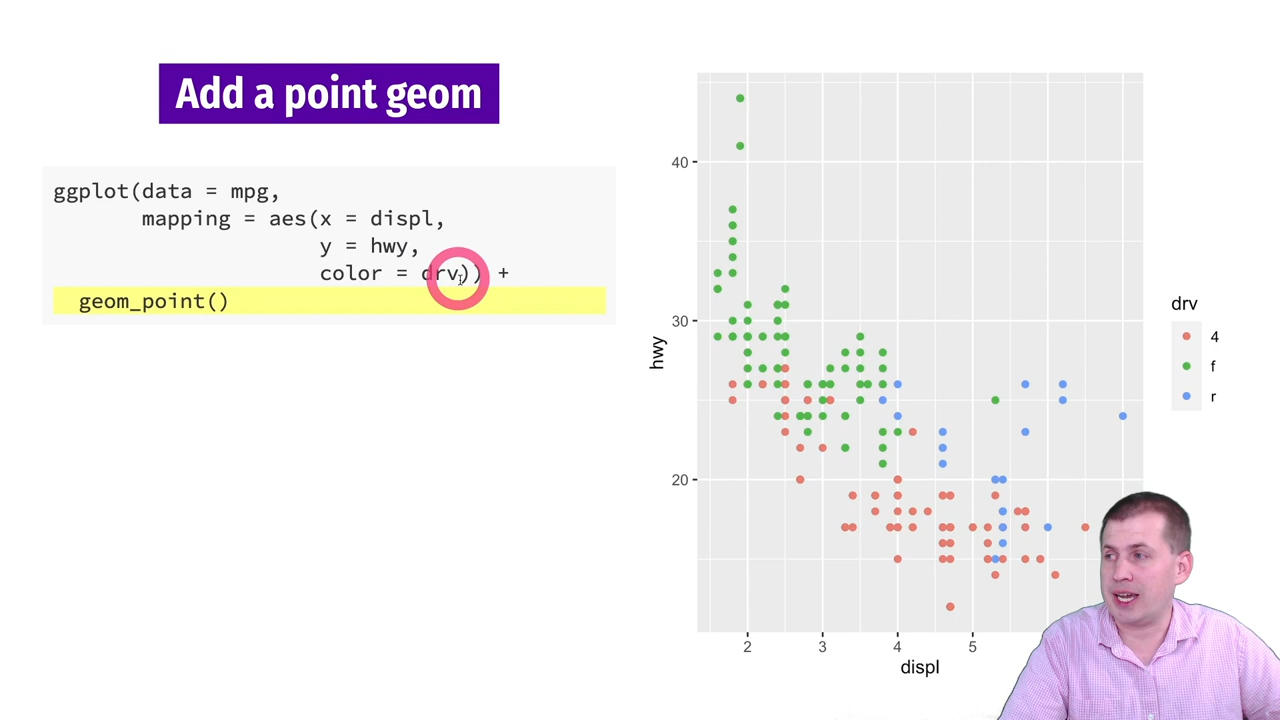 Add a point geom
ggplot(data = mpg,
mapping = aes(x = displ,
y = hwy,
color = drv)) +
geom_point()
40
30
20
hwy
2
3
4
5
displ
drv
4
f
r